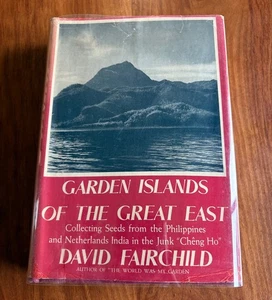 GARDEN ISLANDS
OF THE GREAT EAST
Collecting Seeds from the Philippines
and Netherlands India in the Junk "Chêng Ho"
DAVID FAIRCHILD
AUTHOR OF "THE WORLD WAS MY GARDEN